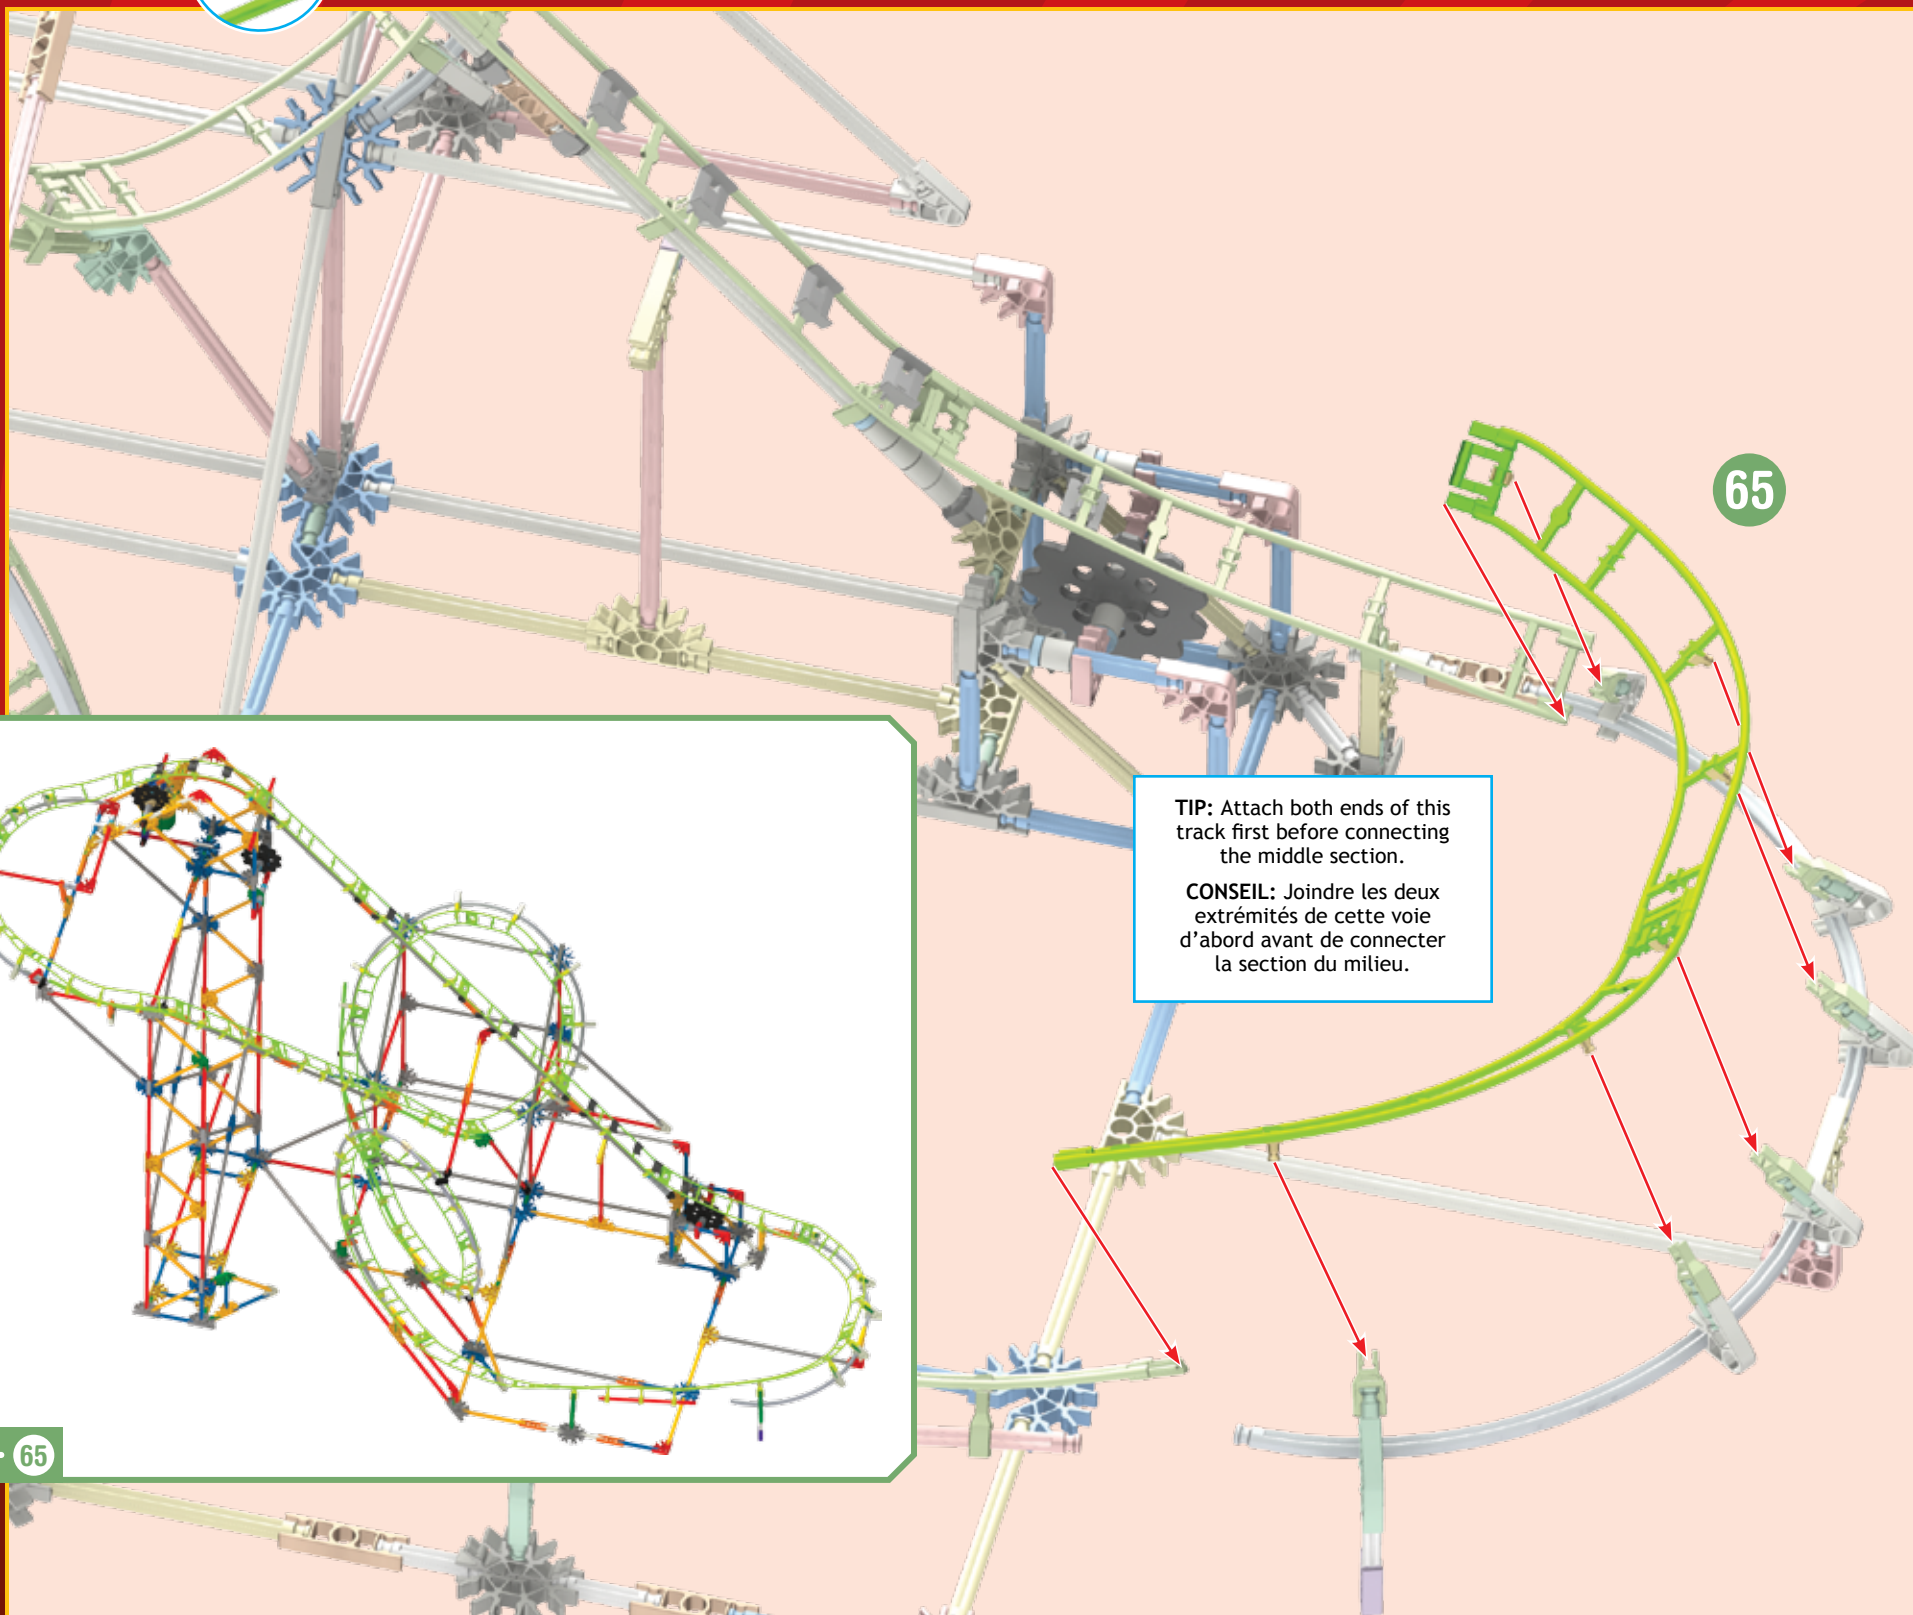 65
TIP: Attach both ends of this
track first before connecting
the middle section.
CONSEIL: Joindre les deux
extrémités de cette voie
d'abord avant de connecter
la section du milieu.
· 65